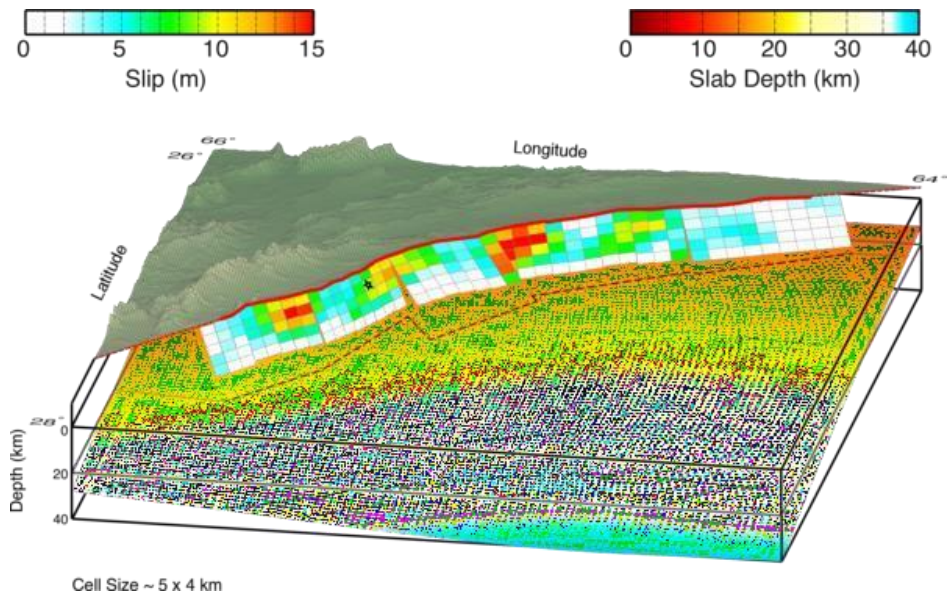 0 5 10 15
Slip (m)
0 10 20 30 40
Slab Depth (km)
66°
26°
Longitude
64°
Latitude
28°
Depth (km)
0
20
40
Cell Size ~ 5 x 4 km